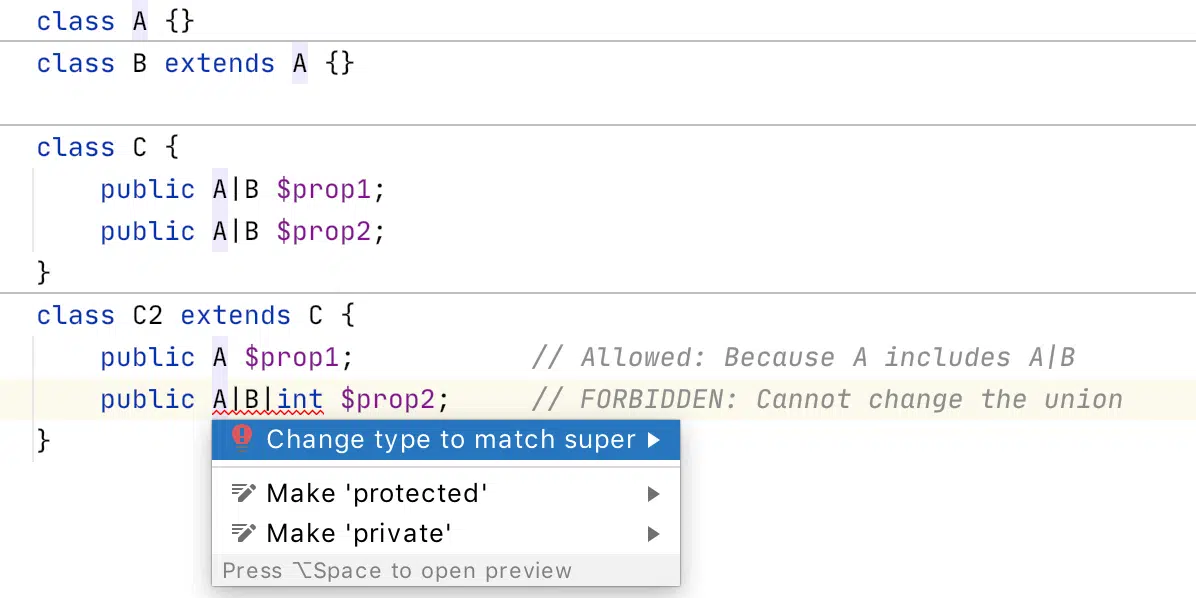 class A {}
class B extends A {}
class C {
    public A|B $prop1;
    public A|B $prop2;
}
class C2 extends C {
    public A $prop1;           // Allowed: Because A includes A|B
    public A|B|int $prop2;     // FORBIDDEN: Cannot change the union
}
Change type to match super
Make 'protected'
Make 'private'
Press ⌥Space to open preview